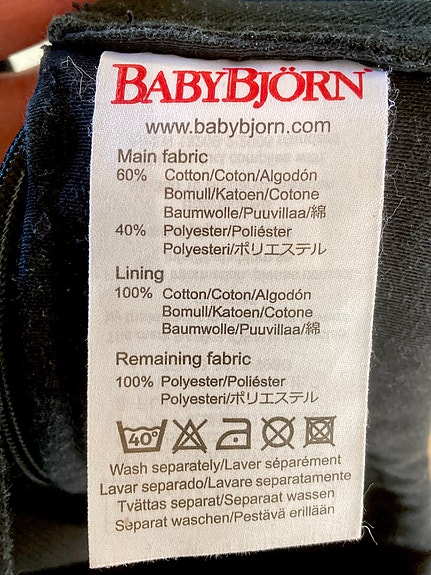 BABYBJÖRN
www.babybjorn.com
Main fabric
60% Cotton/Coton/Algodón
Bomull/Katoen/Cotone
Baumwolle/Puuvillaa/綿
40% Polyester/Poliéster
Polyesteri/ポリエステル
Lining
100% Cotton/Coton/Algodón
Bomull/Katoen/Cotone
Baumwolle/Puuvillaa/綿
Remaining fabric
100% Polyester/Poliéster
Polyesteri/ポリエステル
40°
Wash separately/Laver séparément
Lavar separado/Lavare separatamente
Tvättas separat/Separaat wassen
Separat waschen/Pestävä erillään